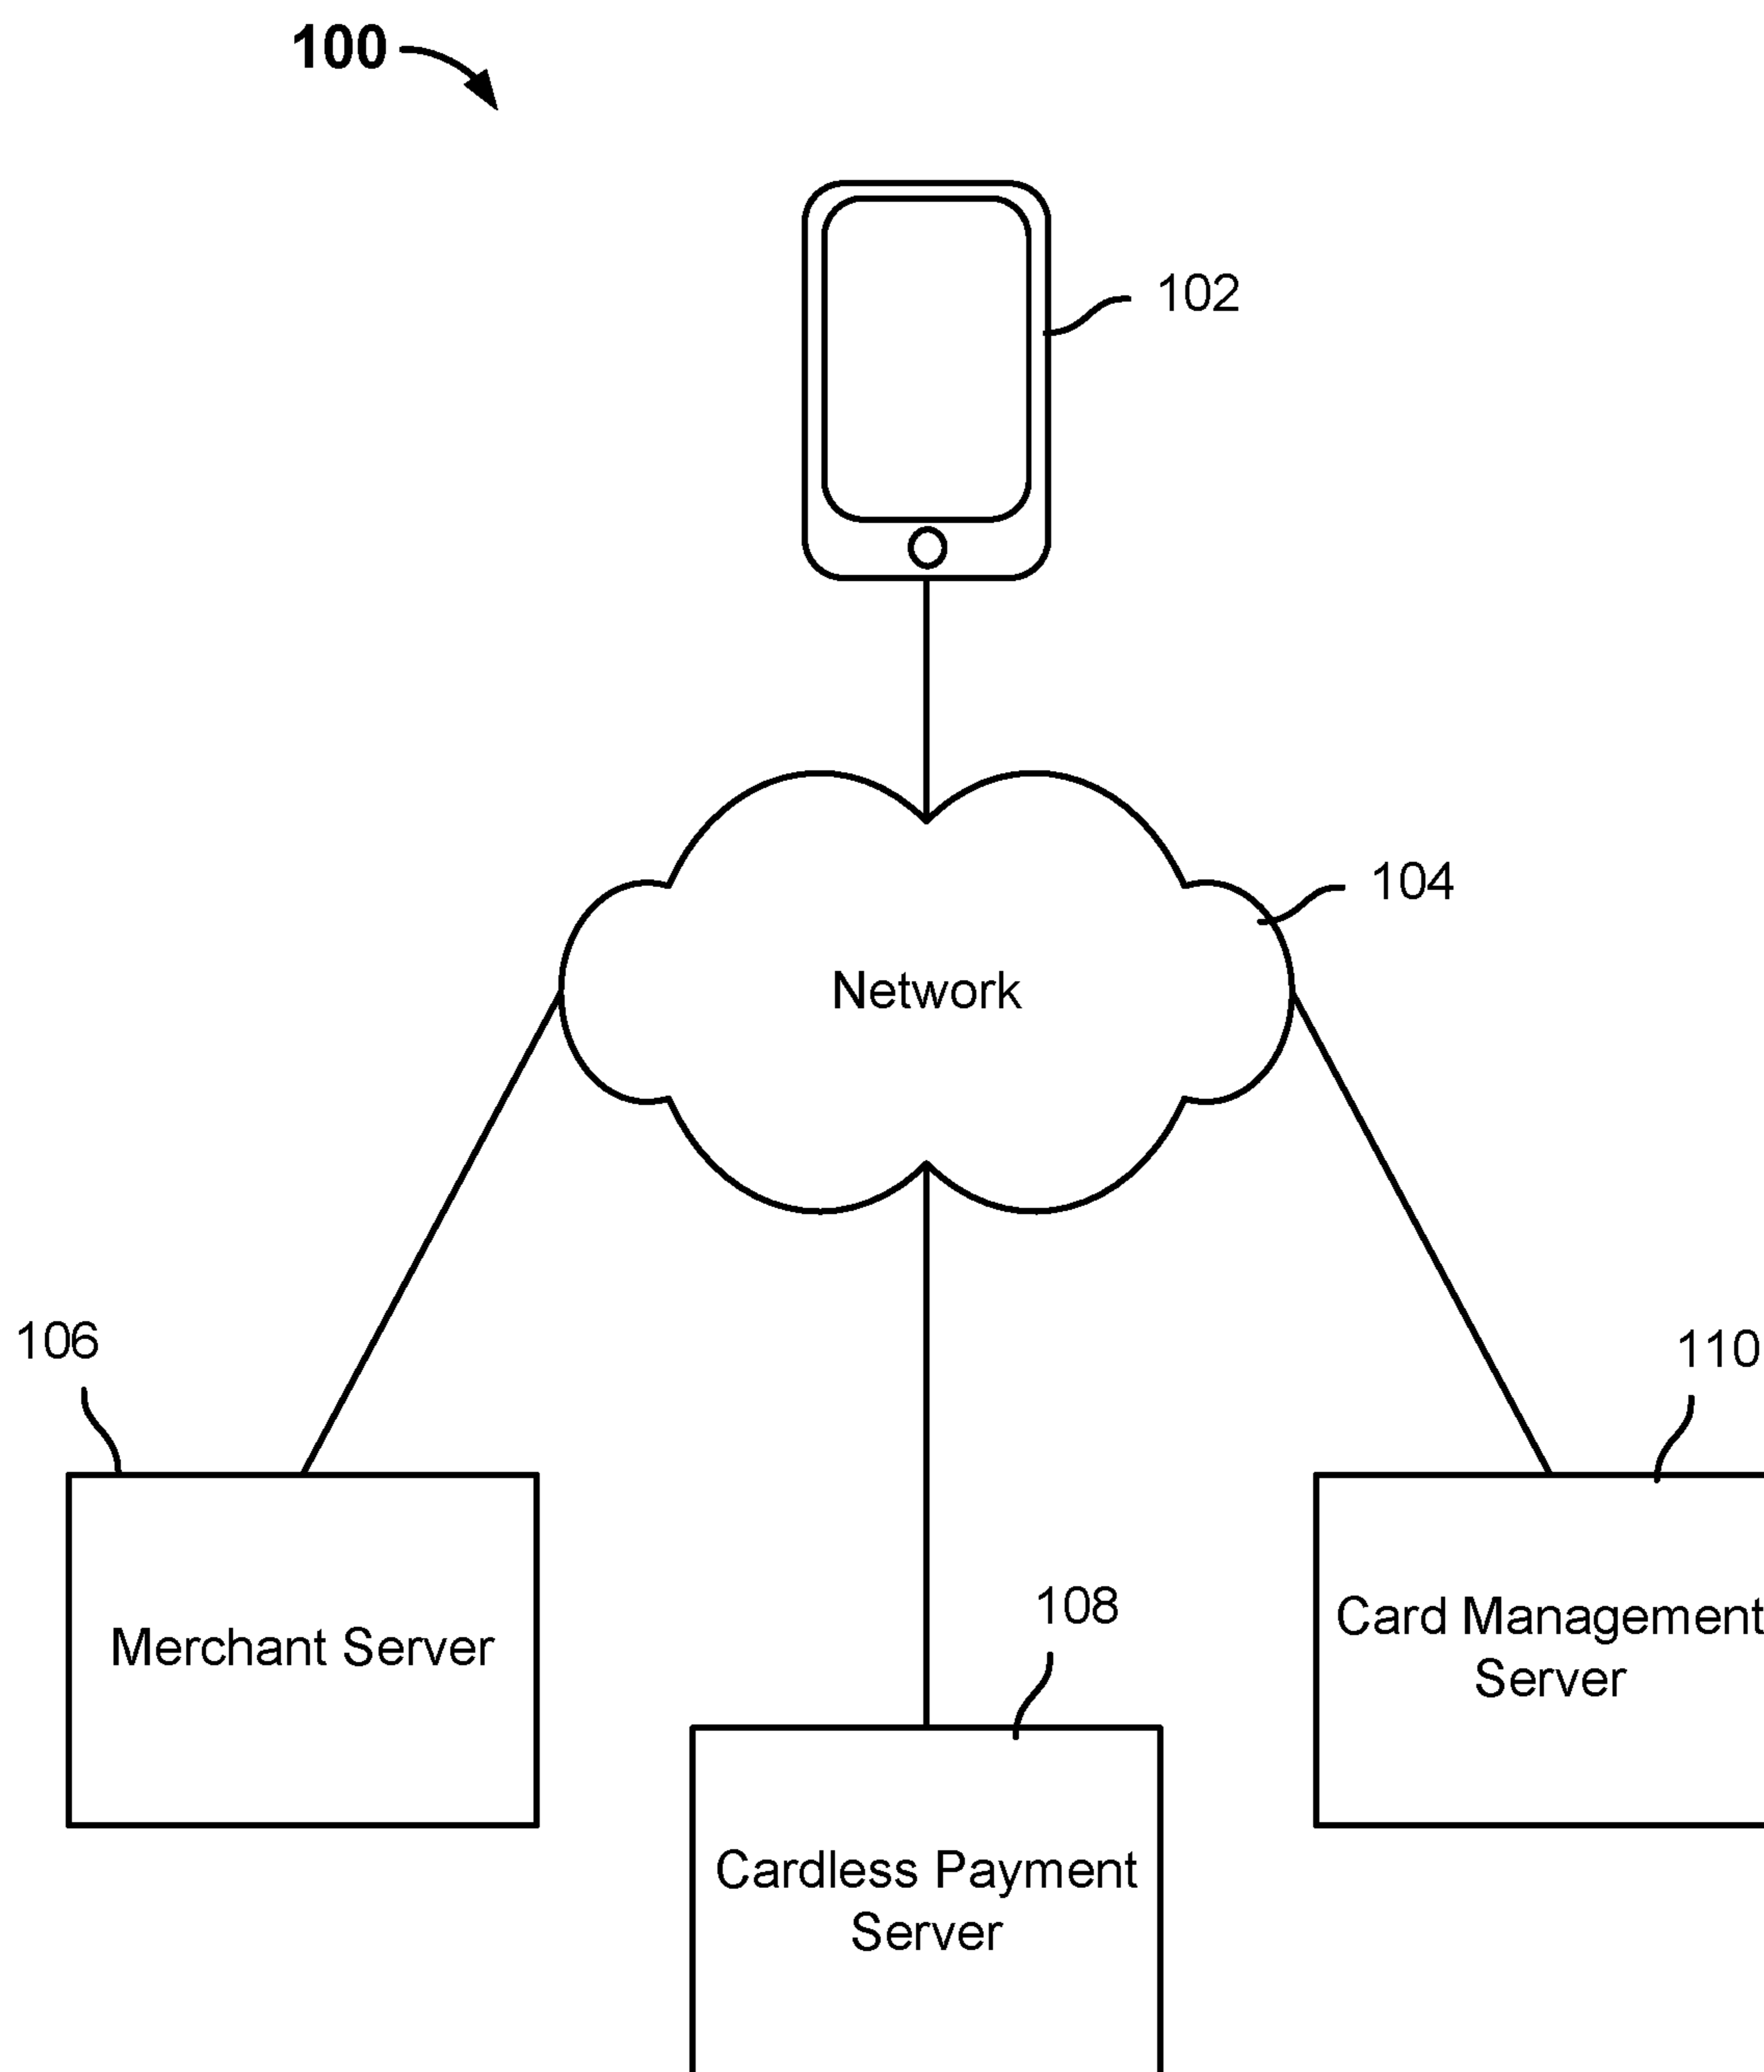 100
102
104
Network
106
110
108
Merchant Server
Card Management
Server
Cardless Payment
Server